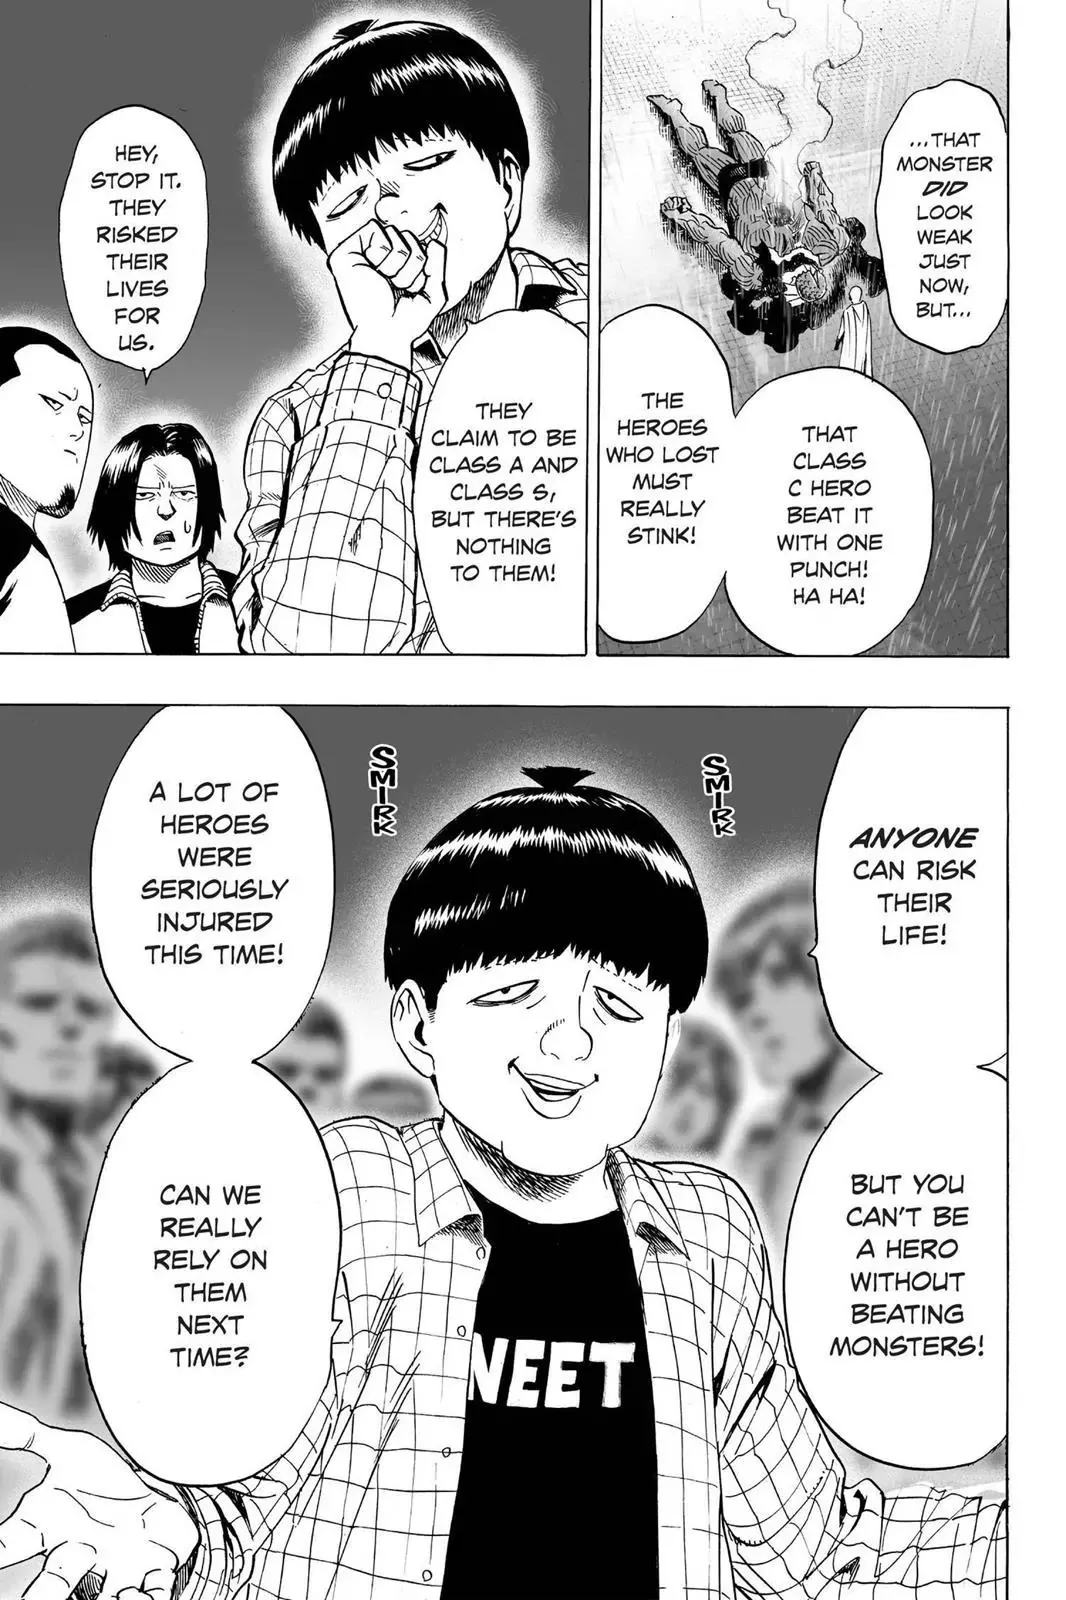 ...THAT
MONSTER
DID
LOOK
WEAK
JUST
NOW,
BUT...
THAT
CLASS
C HERO
BEAT IT
WITH ONE
PUNCH!
HA HA!
THE
HEROES
WHO LOST
MUST
REALLY
STINK!
THEY
CLAIM TO BE
CLASS A AND
CLASS S,
BUT THERE'S
NOTHING
TO THEM!
HEY,
STOP IT.
THEY
RISKED
THEIR
LIVES
FOR
US.
ANYONE
CAN RISK
THEIR
LIFE!
BUT YOU
CAN'T BE
A HERO
WITHOUT
BEATING
MONSTERS!
SMIRK
SMIRK
NEET
A LOT OF
HEROES
WERE
SERIOUSLY
INJURED
THIS TIME!
CAN WE
REALLY
RELY ON
THEM
NEXT
TIME?